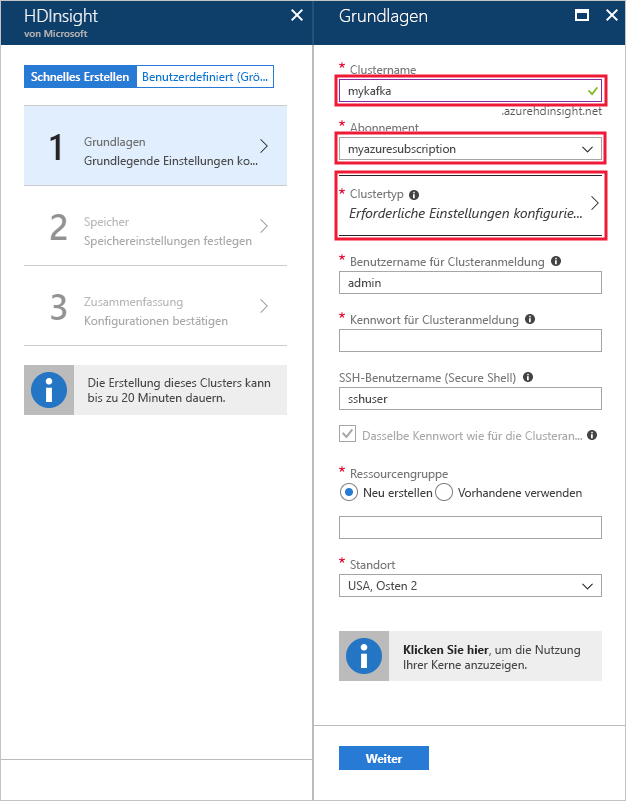 HDInsight
von Microsoft
Schnelles Erstellen
Benutzerdefiniert (Grö...
1
Grundlagen
Grundlegende Einstellungen ko...
2
Speicher
Speichereinstellungen festlegen
3
Zusammenfassung
Konfigurationen bestätigen
Die Erstellung dieses Clusters kann
bis zu 20 Minuten dauern.
Grundlagen
* Clustername
mykafka
.azurehdinsight.net
* Abonnement
myazuresubscription
* Clustertyp
Erforderliche Einstellungen konfigurie...
* Benutzername für Clusteranmeldung
admin
* Kennwort für Clusteranmeldung
SSH-Benutzername (Secure Shell)
sshuser
Dasselbe Kennwort wie für die Clusteran...
* Ressourcengruppe
Neu erstellen Vorhandene verwenden
* Standort
USA, Osten 2
Klicken Sie hier, um die Nutzung
Ihrer Kerne anzuzeigen.
Weiter